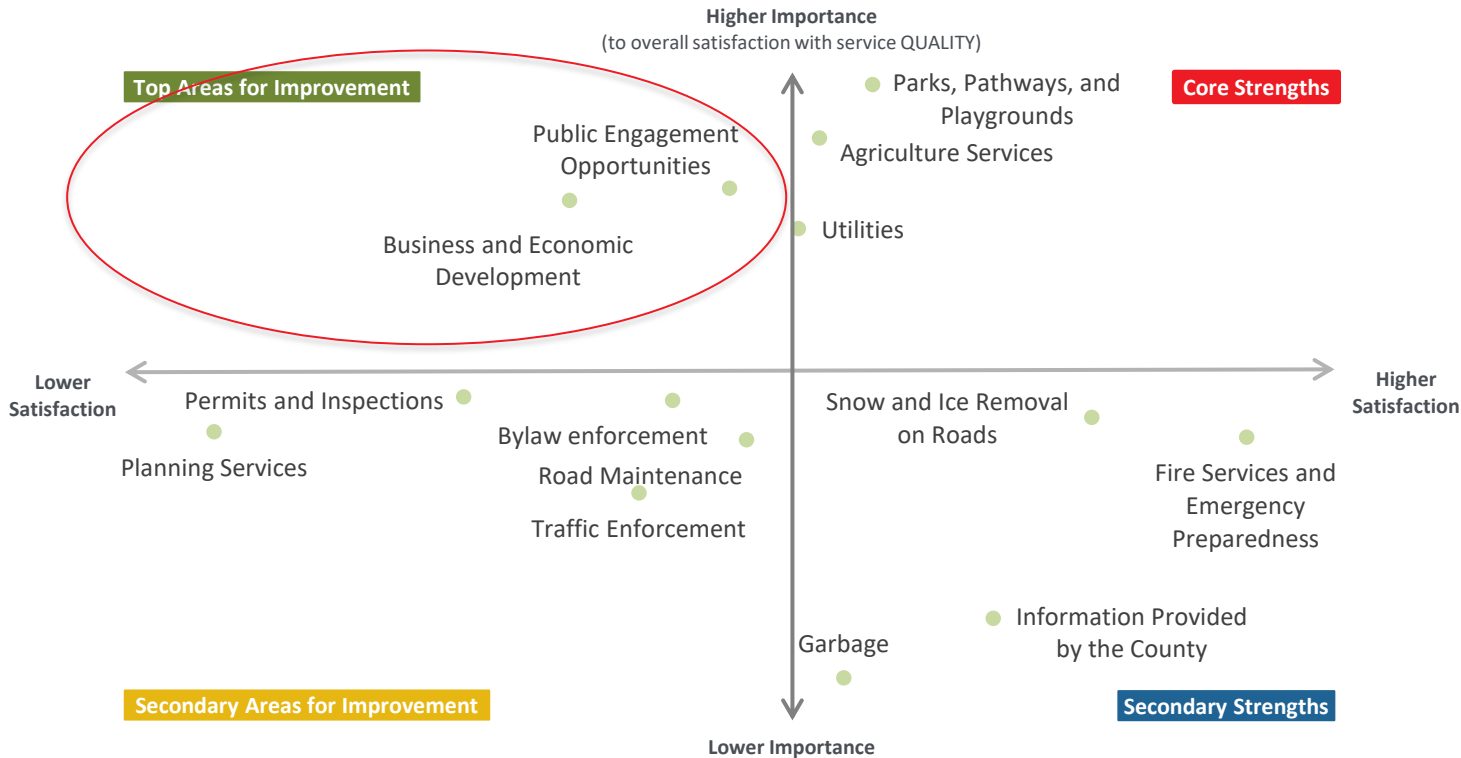 Higher Importance
(to overall satisfaction with service QUALITY)
Top Areas for Improvement
Core Strengths
Parks, Pathways, and
Playgrounds
Public Engagement
Opportunities
Agriculture Services
Utilities
Business and Economic
Development
Lower
Satisfaction
Higher
Satisfaction
Permits and Inspections
Planning Services
Bylaw enforcement
Road Maintenance
Traffic Enforcement
Snow and Ice Removal
on Roads
Fire Services and
Emergency
Preparedness
Information Provided
by the County
Garbage
Secondary Areas for Improvement
Secondary Strengths
Lower Importance